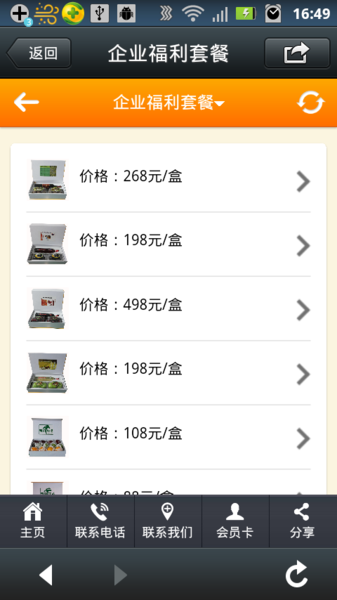 16:49
返回
企业福利套餐
企业福利套餐
价格：268元/盒
价格：198元/盒
价格：498元/盒
价格：198元/盒
价格：108元/盒
主页
联系电话
联系我们
会员卡
分享